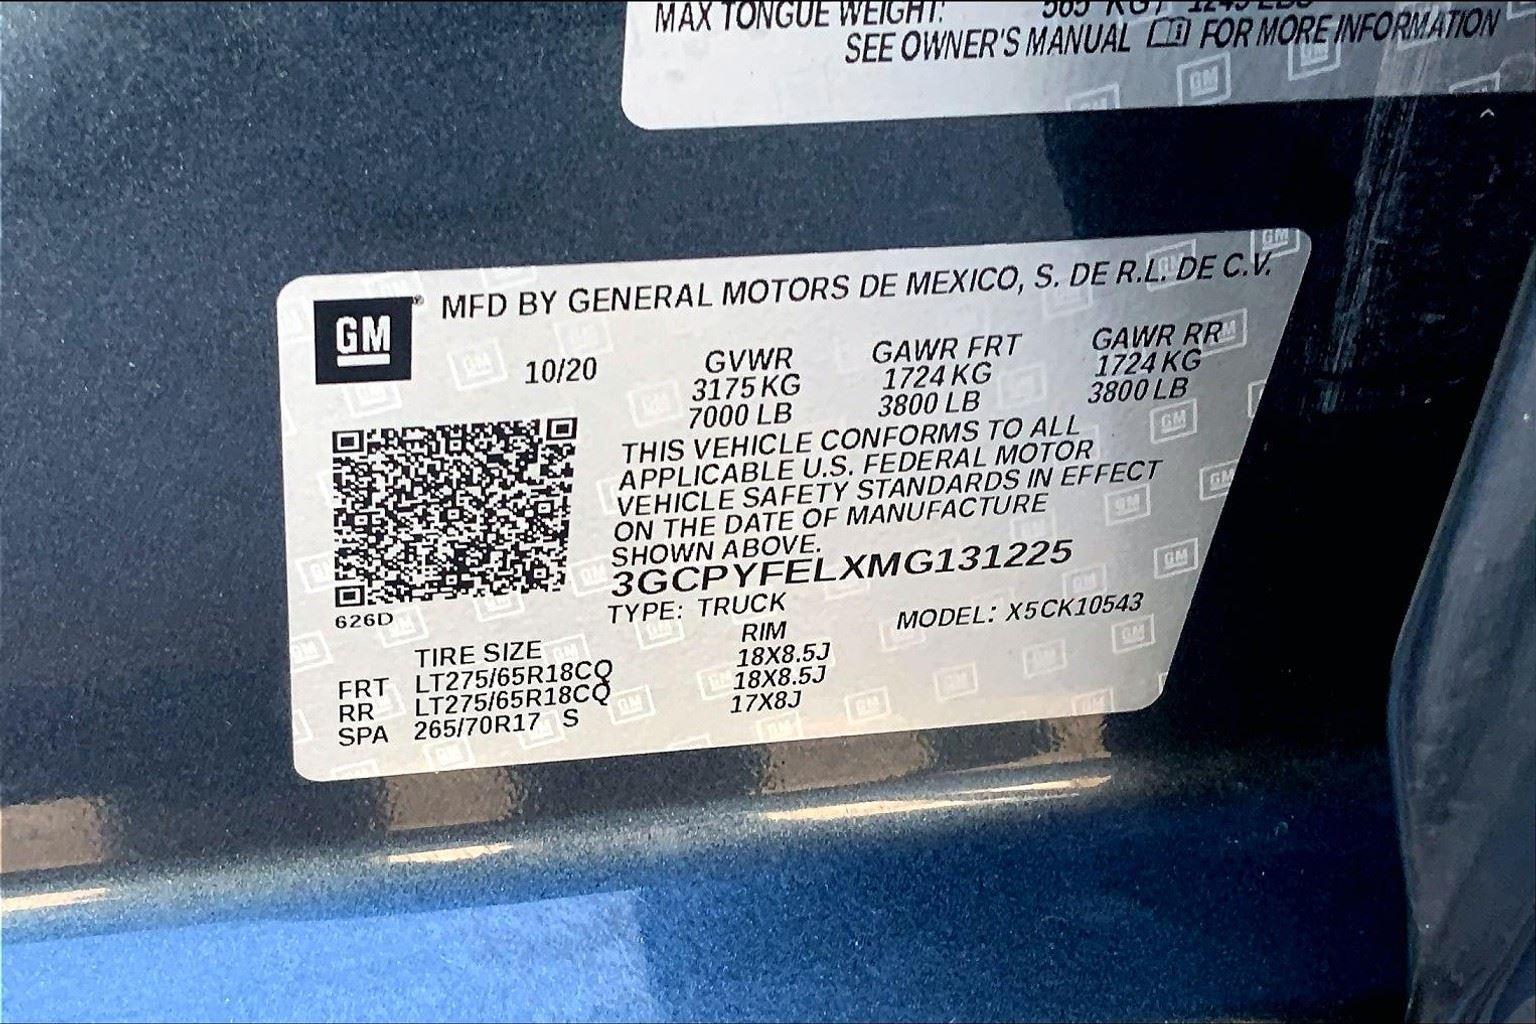 MAX TONGUE WEIGHT:
SEE OWNER'S MANUAL FOR MORE INFORMATION
GM
MFD BY GENERAL MOTORS DE MEXICO, S. DE R.L. DE C.V.
10/20 GVWR GAWR FRT GAWR RR
3175 KG 1724 KG 1724 KG
7000 LB 3800 LB 3800 LB
THIS VEHICLE CONFORMS TO ALL
APPLICABLE U.S. FEDERAL MOTOR
VEHICLE SAFETY STANDARDS IN EFFECT
ON THE DATE OF MANUFACTURE
SHOWN ABOVE.
3GCPYFELXMG131225
626D
TYPE: TRUCK MODEL: X5CK10543
TIRE SIZE RIM
FRT LT275/65R18CQ 18X8.5J
RR LT275/65R18CQ 18X8.5J
SPA 265/70R17 S 17X8J